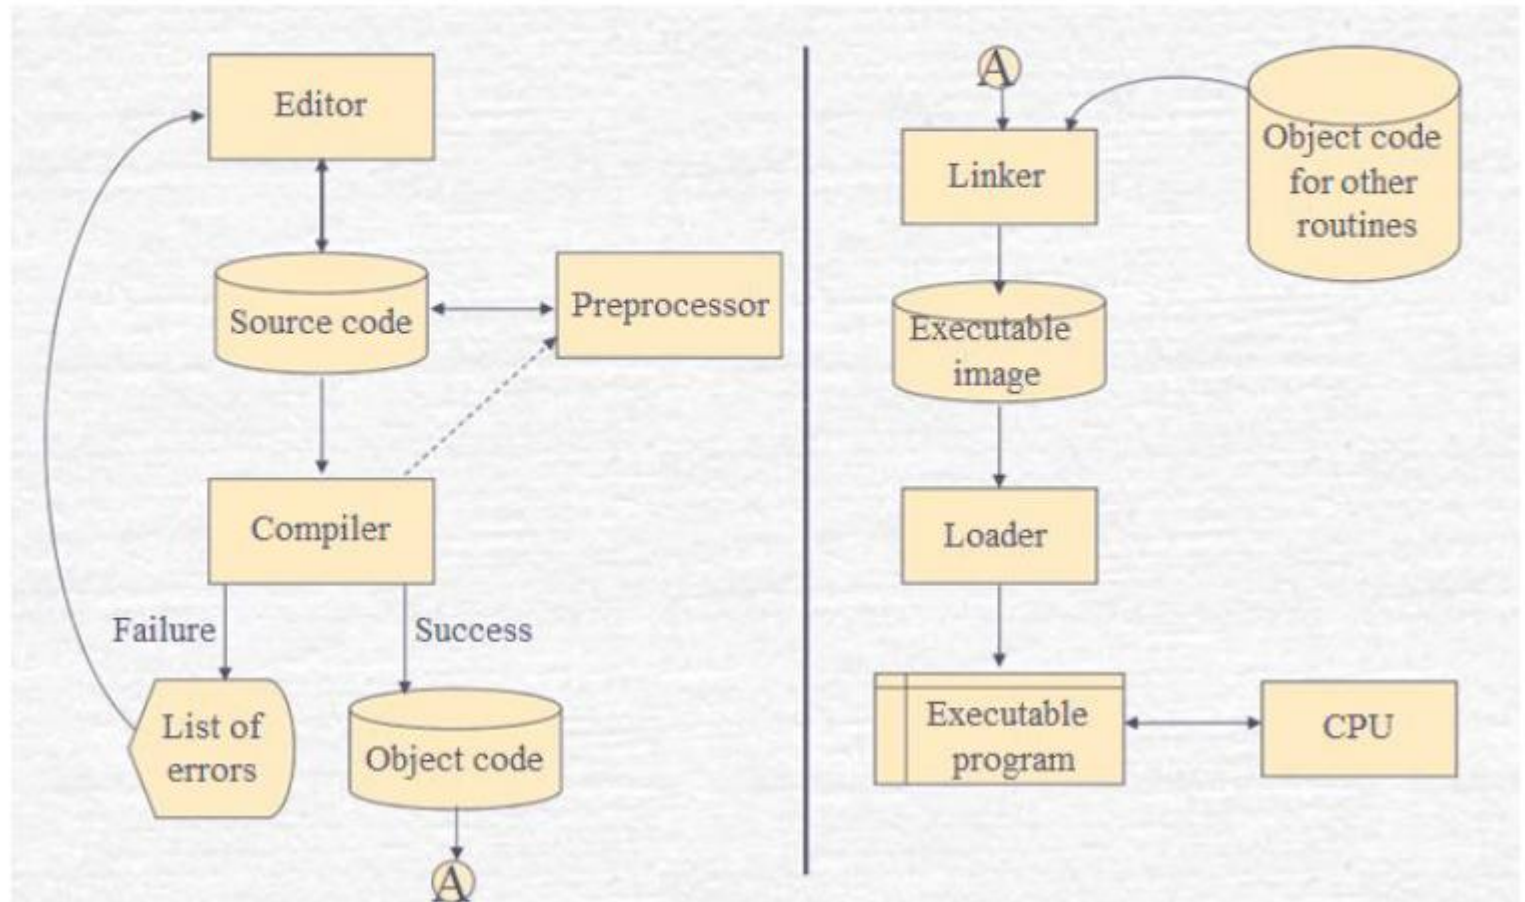 Editor
Source code
Preprocessor
Compiler
Failure
Success
List of
errors
Object code
A
A
Linker
Object code
for other
routines
Executable
image
Loader
Executable
program
CPU